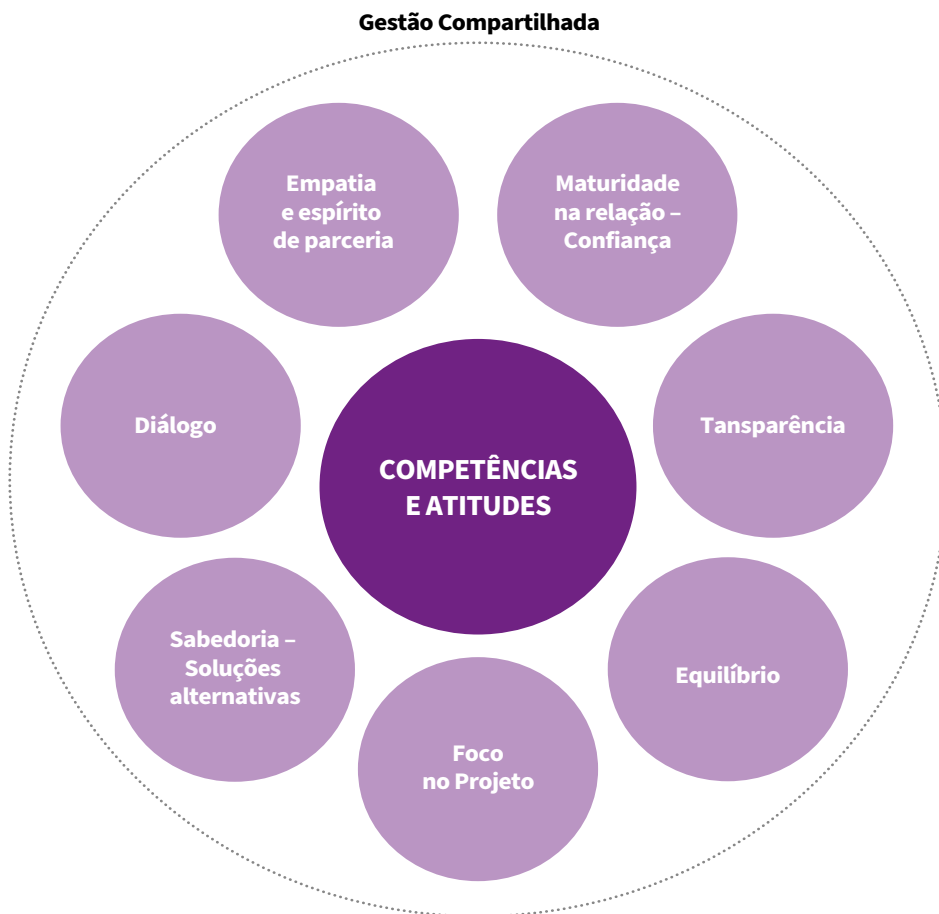 Gestão Compartilhada
Empatia
e espírito
de parceria
Maturidade
na relação –
Confiança
Diálogo
COMPETÊNCIAS
E ATITUDES
Tansparência
Sabedoria –
Soluções
alternativas
Equilíbrio
Foco
no Projeto